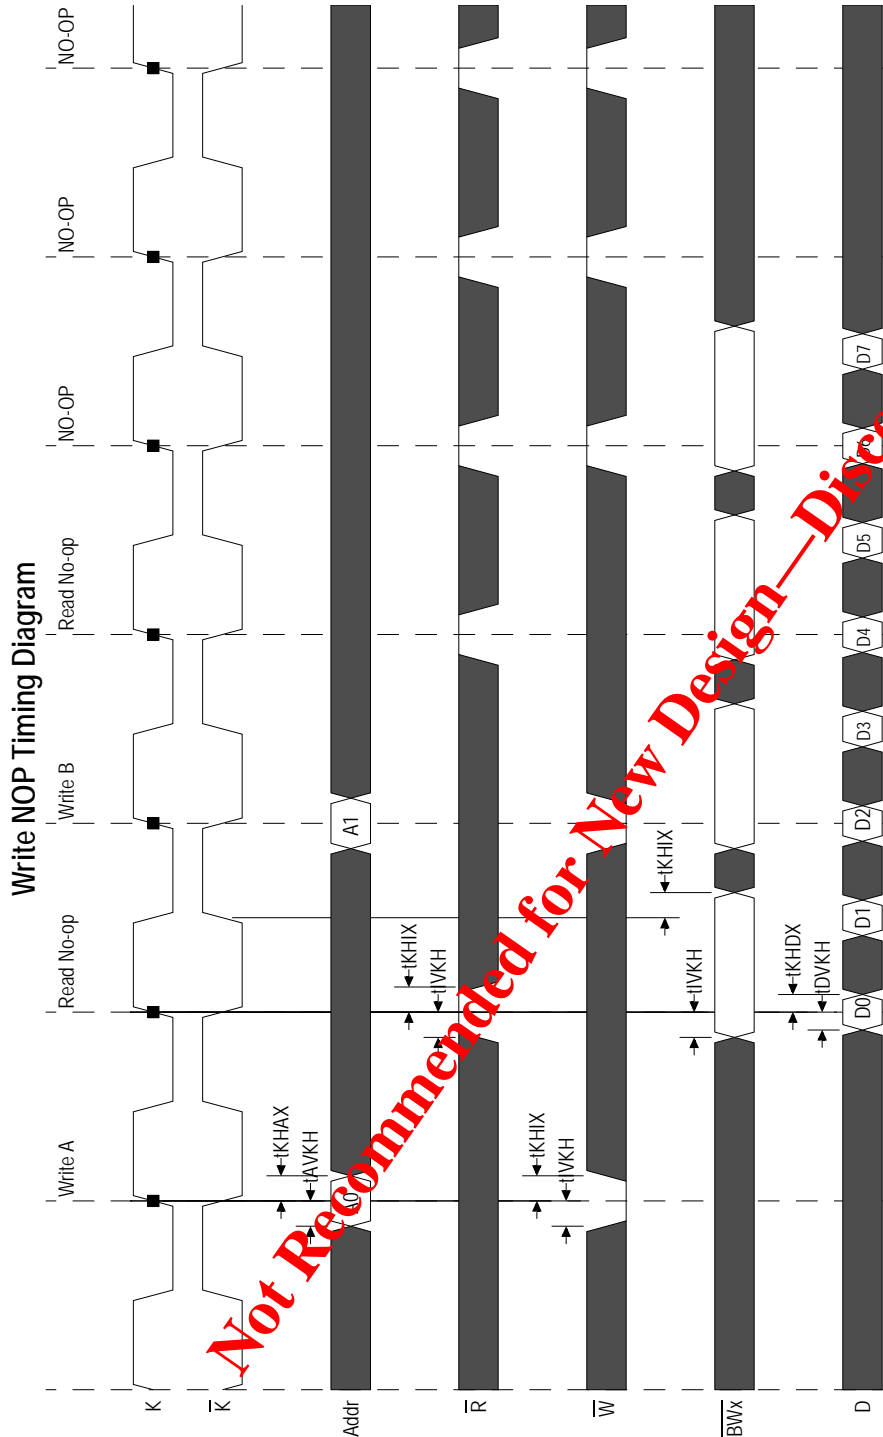 Write NOP Timing Diagram
Write A
Read No-op
Write B
Read No-op
NO-OP
NO-OP
NO-OP
K
K
Addr
A0
A1
tKHAX
tAVKH
R
tKHIX
tIVKH
W
tKHIX
tIVKH
BWx
tKHIX
tIVKH
D
tKHDX
tDVKH
D0
D1
D2
D3
D4
D5
D7
Not Recommended for New Design—Disco